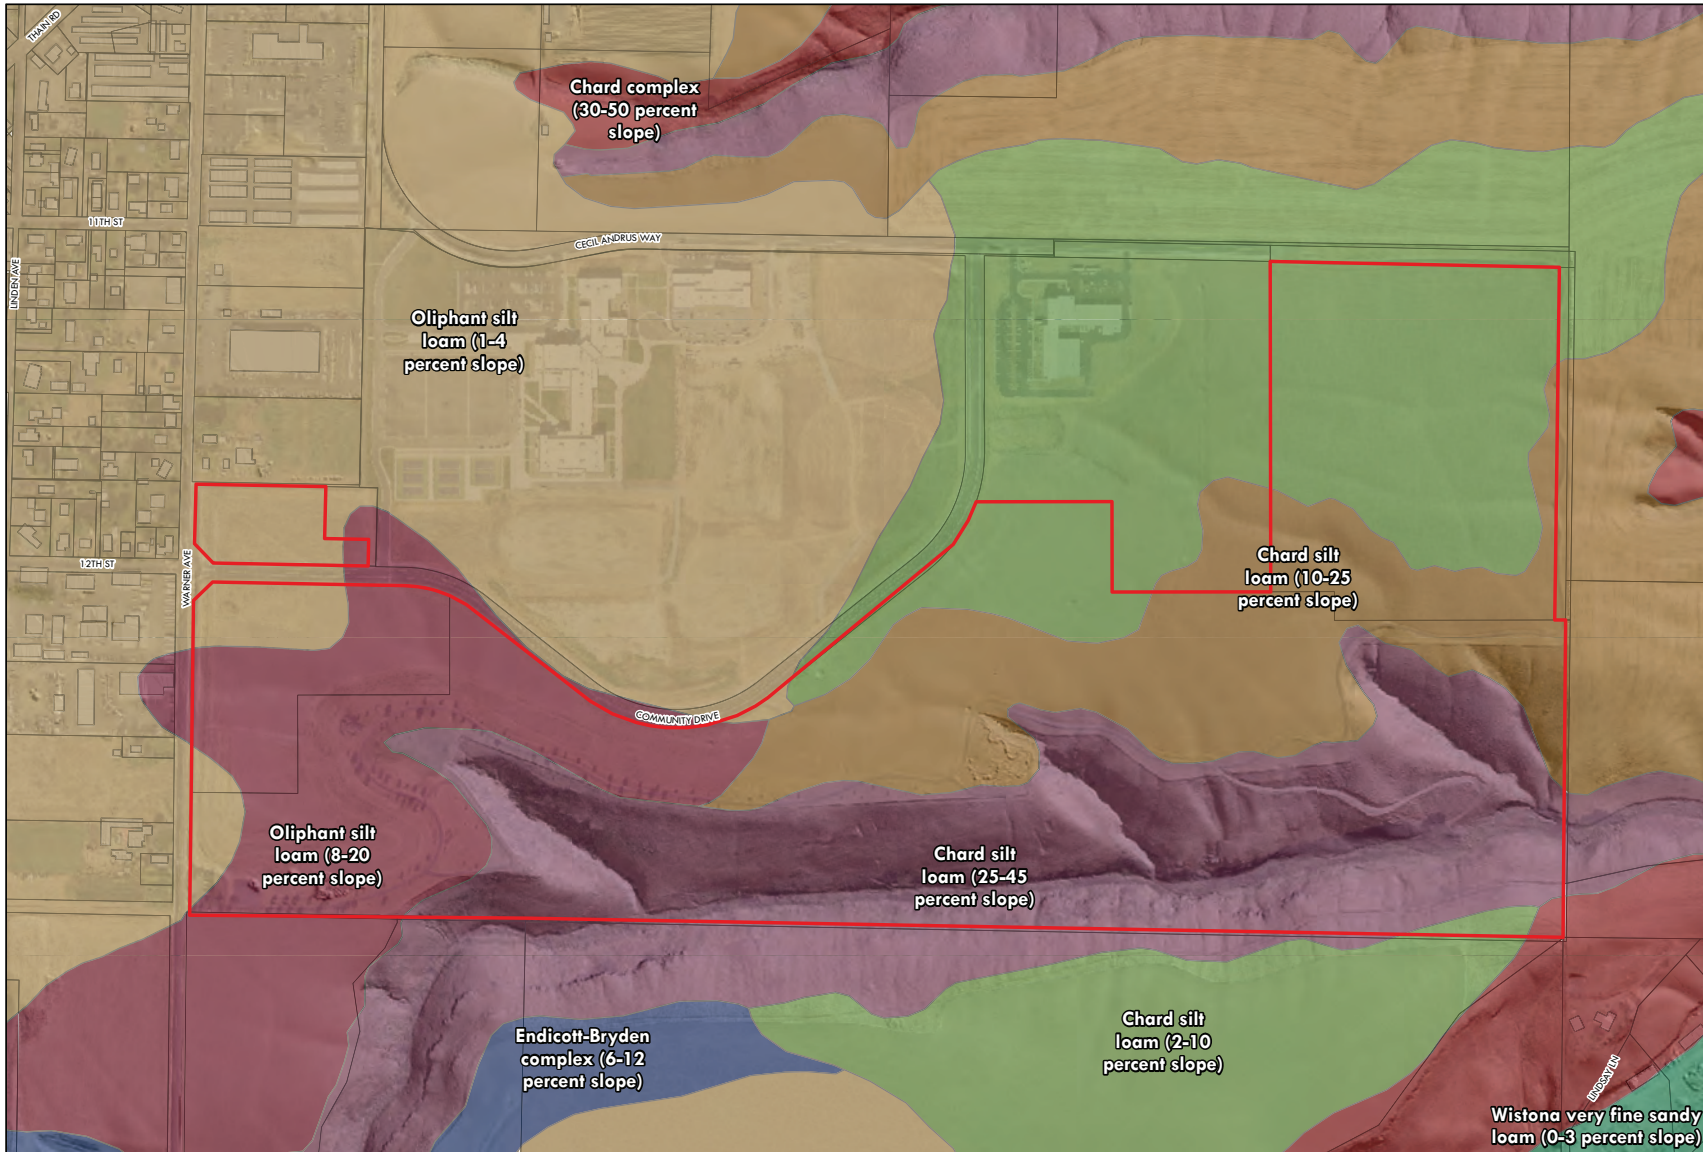 THAIN RD
Chard complex
(30-50 percent
slope)
11TH ST
CECIL ANDRUS WAY
LINDEN AVE
Oliphant silt
loam (1-4
percent slope)
12TH ST
WARNER AVE
Chard silt
loam (10-25
percent slope)
COMMUNITY DRIVE
Oliphant silt
loam (8-20
percent slope)
Chard silt
loam (25-45
percent slope)
Endicott-Bryden
complex (6-12
percent slope)
Chard silt
loam (2-10
percent slope)
LINDSAY LN
Wistona very fine sandy
loam (0-3 percent slope)